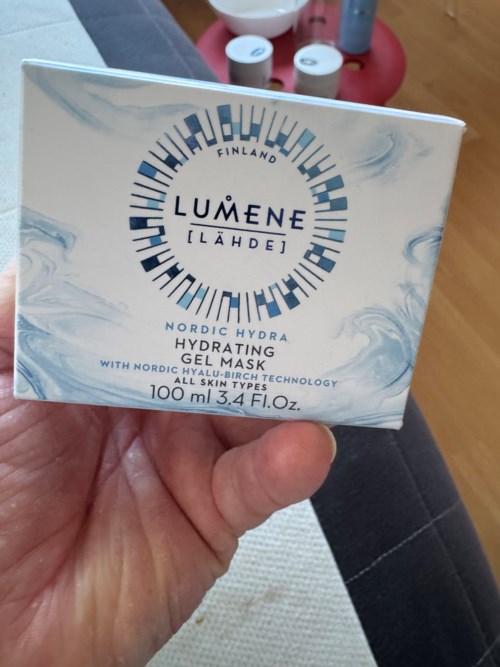 FINLAND
LUMENE
[LÄHDE]
NORDIC HYDRA
HYDRATING
GEL MASK
WITH NORDIC HYALU-BIRCH TECHNOLOGY
ALL SKIN TYPES
100 ml 3.4 Fl.Oz.